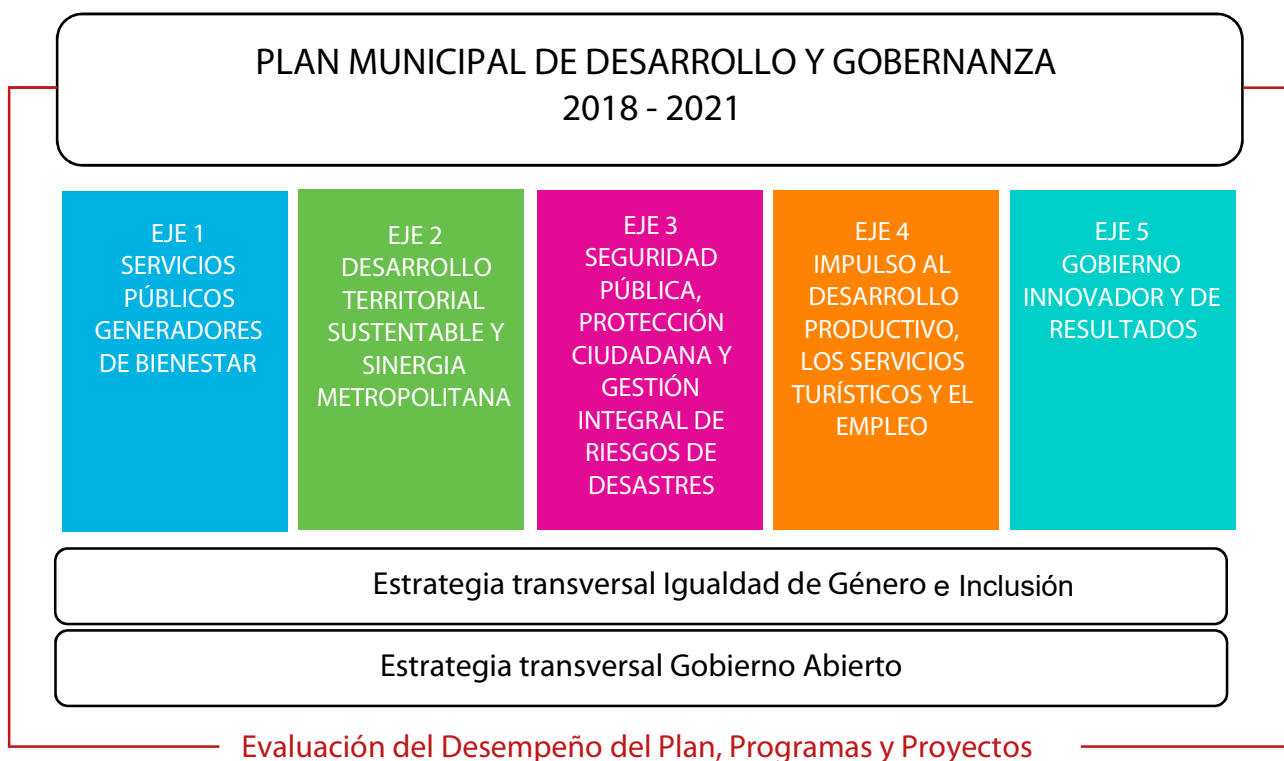 PLAN MUNICIPAL DE DESARROLLO Y GOBERNANZA
2018 - 2021
EJE 1
SERVICIOS
PÚBLICOS
GENERADORES
DE BIENESTAR
EJE 2
DESARROLLO
TERRITORIAL
SUSTENTABLE Y
SINERGIA
METROPOLITANA
EJE 3
SEGURIDAD
PÚBLICA,
PROTECCIÓN
CIUDADANA Y
GESTIÓN
INTEGRAL DE
RIESGOS DE
DESASTRES
EJE 4
IMPULSO AL
DESARROLLO
PRODUCTIVO,
LOS SERVICIOS
TURÍSTICOS Y EL
EMPLEO
EJE 5
GOBIERNO
INNOVADOR Y DE
RESULTADOS
Estrategia transversal Igualdad de Género e Inclusión
Estrategia transversal Gobierno Abierto
Evaluación del Desempeño del Plan, Programas y Proyectos